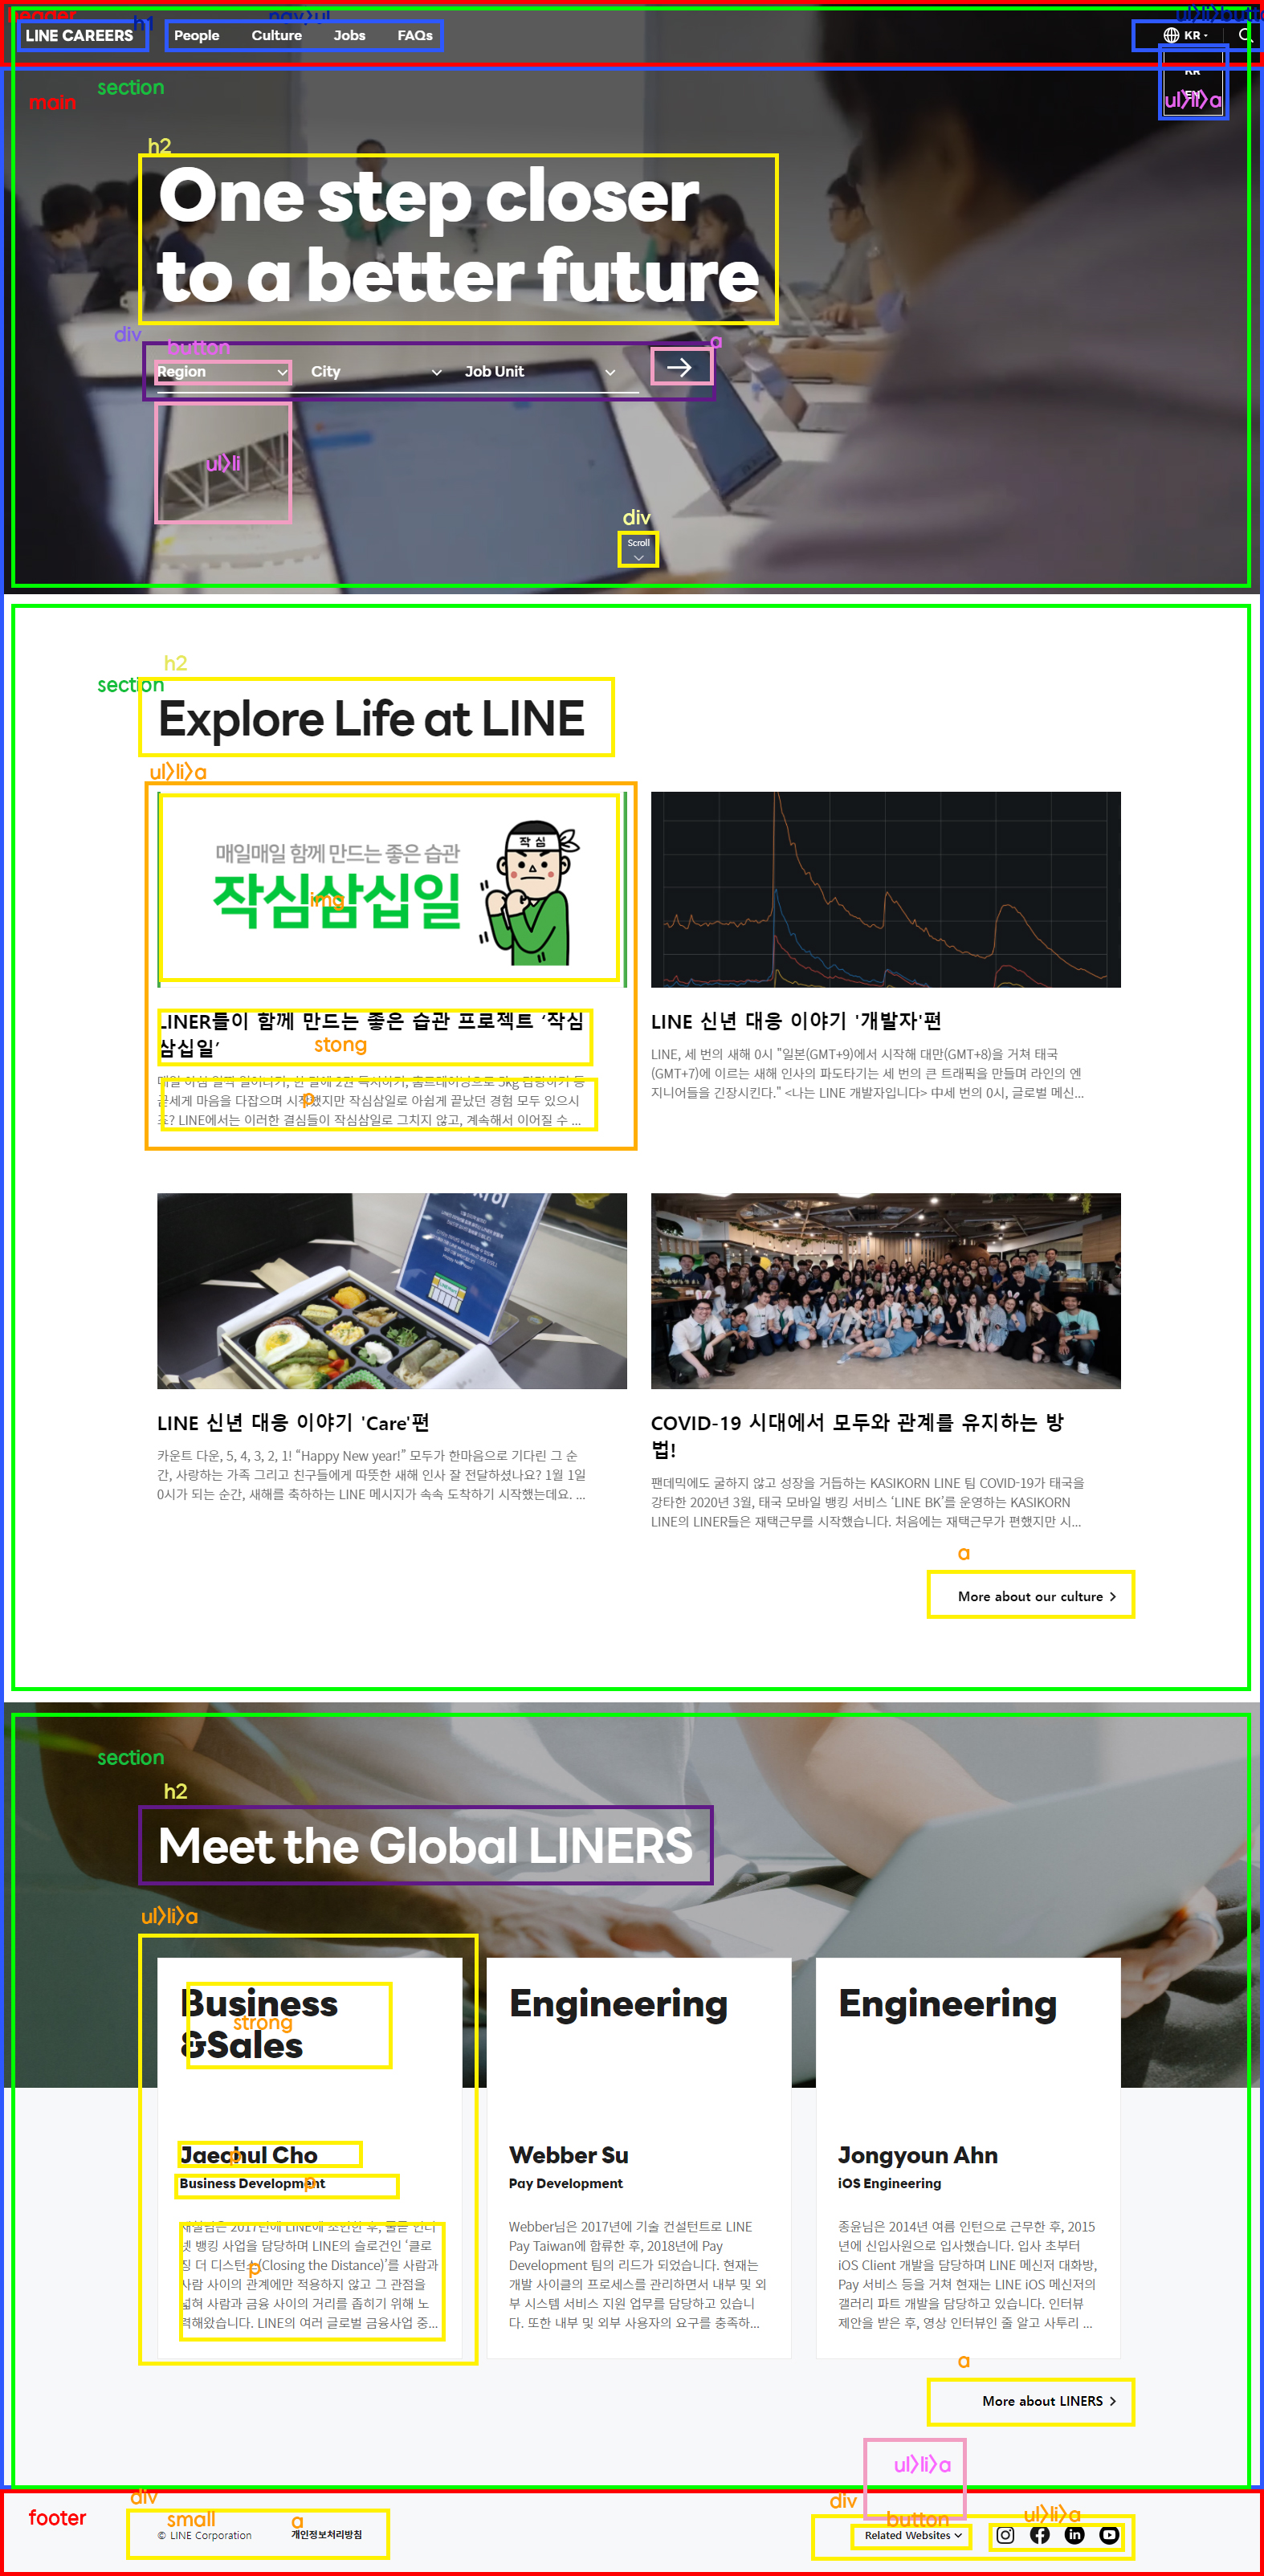 header
h1
nav>ul
ul>li>button
LINE CAREERS
People
Culture
Jobs
FAQs
KR
KR
EN
ul>li>a
main
section
h2
One step closer
to a better future
div
button
a
Region
City
Job Unit
ul>li
div
Scroll
h2
section
Explore Life at LINE
ul>li>a
매일매일 함께 만드는 좋은 습관
작심삼십일
작심
img
LINER들이 함께 만드는 좋은 습관 프로젝트 ‘작심
삼십일’
stong
매일 아침 일찍 일어나기, 한 달에 2권 독서하기, 홈트레이닝으로 5kg 감량하기 등
굳세게 마음을 다잡으며 시작했지만 작심삼일로 아쉽게 끝났던 경험 모두 있으시
죠? LINE에서는 이러한 결심들이 작심삼일로 그치지 않고, 계속해서 이어질 수 ...
p
LINE 신년 대응 이야기 '개발자'편
LINE, 세 번의 새해 0시 "일본(GMT+9)에서 시작해 대만(GMT+8)을 거쳐 태국
(GMT+7)에 이르는 새해 인사의 파도타기는 세 번의 큰 트래픽을 만들며 라인의 엔
지니어들을 긴장시킨다." <나는 LINE 개발자입니다> 中세 번의 0시, 글로벌 메신...
LINE 신년 대응 이야기 'Care'편
카운트 다운, 5, 4, 3, 2, 1! “Happy New year!” 모두가 한마음으로 기다린 그 순
간, 사랑하는 가족 그리고 친구들에게 따뜻한 새해 인사 잘 전달하셨나요? 1월 1일
0시가 되는 순간, 새해를 축하하는 LINE 메시지가 속속 도착하기 시작했는데요. ...
COVID-19 시대에서 모두와 관계를 유지하는 방
법!
팬데믹에도 굴하지 않고 성장을 거듭하는 KASIKORN LINE 팀 COVID-19가 태국을
강타한 2020년 3월, 태국 모바일 뱅킹 서비스 ‘LINE BK’를 운영하는 KASIKORN
LINE의 LINER들은 재택근무를 시작했습니다. 처음에는 재택근무가 편했지만 시...
a
More about our culture
section
h2
Meet the Global LINERS
ul>li>a
Business
&Sales
strong
Jaechul Cho
p
Business Development
p
재철님은 2017년에 LINE에 조인한 후, 줄곧 인터
넷 뱅킹 사업을 담당하며 LINE의 슬로건인 ‘클로
징 더 디스턴스(Closing the Distance)’를 사람과
사람 사이의 관계에만 적용하지 않고 그 관점을
넓혀 사람과 금융 사이의 거리를 좁히기 위해 노
력해왔습니다. LINE의 여러 글로벌 금융사업 중...
p
Engineering
Webber Su
Pay Development
Webber님은 2017년에 기술 컨설턴트로 LINE
Pay Taiwan에 합류한 후, 2018년에 Pay
Development 팀의 리드가 되었습니다. 현재는
개발 사이클의 프로세스를 관리하면서 내부 및 외
부 시스템 서비스 지원 업무를 담당하고 있습니
다. 또한 내부 및 외부 사용자의 요구를 충족하...
Engineering
Jongyoun Ahn
iOS Engineering
종윤님은 2014년 여름 인턴으로 근무한 후, 2015
년에 신입사원으로 입사했습니다. 입사 초부터
iOS Client 개발을 담당하며 LINE 메신저 대화방,
Pay 서비스 등을 거쳐 현재는 LINE iOS 메신저의
갤러리 파트 개발을 담당하고 있습니다. 인터뷰
제안을 받은 후, 영상 인터뷰인 줄 알고 사투리 ...
a
More about LINERS
ul>li>a
footer
div
small
a
© LINE Corporation
개인정보처리방침
div
button
ul>li>a
Related Websites